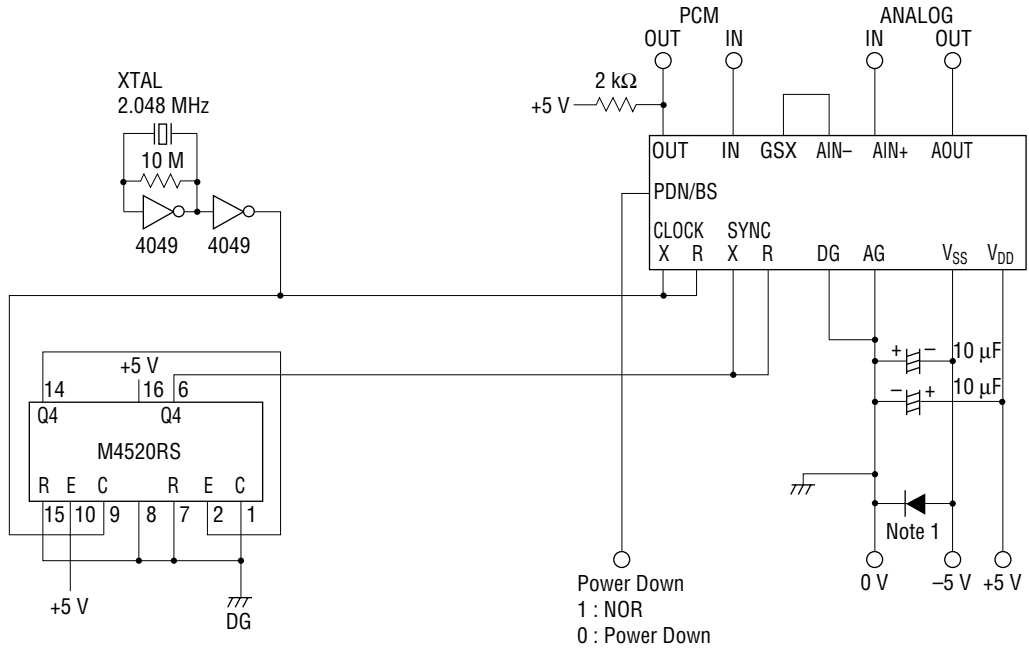 PCM ANALOG
OUT IN IN OUT
XTAL
2.048 MHz
10 M
4049 4049
2 kΩ
+5 V
OUT IN GSX AIN– AIN+ AOUT
PDN/BS
CLOCK SYNC
X R X R DG AG VSS VDD
+ – 10 µF
– + 10 µF
+5 V
14 16 6
Q4 Q4
M4520RS
R E C R E C
15 10 9 8 7 2 1
+5 V
DG
Note 1
0 V –5 V +5 V
Power Down
1 : NOR
0 : Power Down